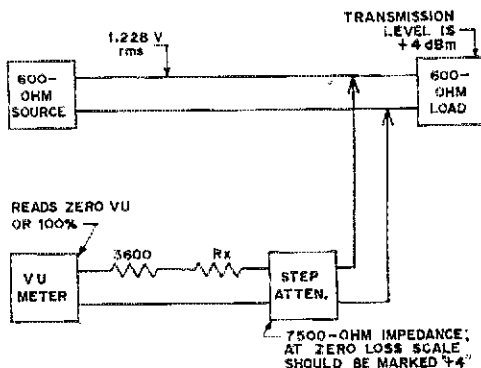 1.228 V
rms
TRANSMISSION
LEVEL IS
+4 dBm
600-
OHM
SOURCE
600-
OHM
LOAD
READS ZERO VU
OR 100%
3600
Rx
VU
METER
STEP
ATTEN.
7500-OHM IMPEDANCE;
AT ZERO LOSS SCALE
SHOULD BE MARKED "+4"